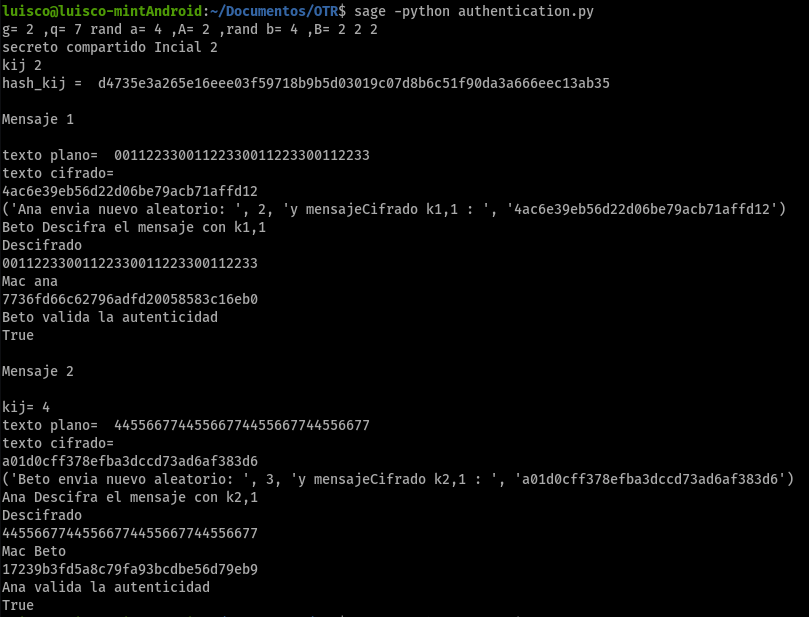 luisco@luisco-mintAndroid:~/Documentos/OTR$ sage -python authentication.py
g= 2 ,q= 7 rand a= 4 ,A= 2 ,rand b= 4 ,B= 2 2 2
secreto compartido Incial 2
kij 2
hash_kij =  d4735e3a265e16eee03f59718b9b5d03019c07d8b6c51f90da3a666eec13ab35
Mensaje 1
texto plano=  00112233001122330011223300112233
texto cifrado=
4ac6e39eb56d22d06be79acb71affd12
('Ana envia nuevo aleatorio: ', 2, 'y mensajeCifrado k1,1 : ', '4ac6e39eb56d22d06be79acb71affd12')
Beto Descifra el mensaje con k1,1
Descifrado
00112233001122330011223300112233
Mac ana
7736fd66c62796adfd20058583c16eb0
Beto valida la autenticidad
True
Mensaje 2
kij= 4
texto plano=  44556677445566774455667744556677
texto cifrado=
a01d0cff378efba3dccd73ad6af383d6
('Beto envia nuevo aleatorio: ', 3, 'y mensajeCifrado k2,1 : ', 'a01d0cff378efba3dccd73ad6af383d6')
Ana Descifra el mensaje con k2,1
Descifrado
44556677445566774455667744556677
Mac Beto
17239b3fd5a8c79fa93bcdbe56d79eb9
Ana valida la autenticidad
True